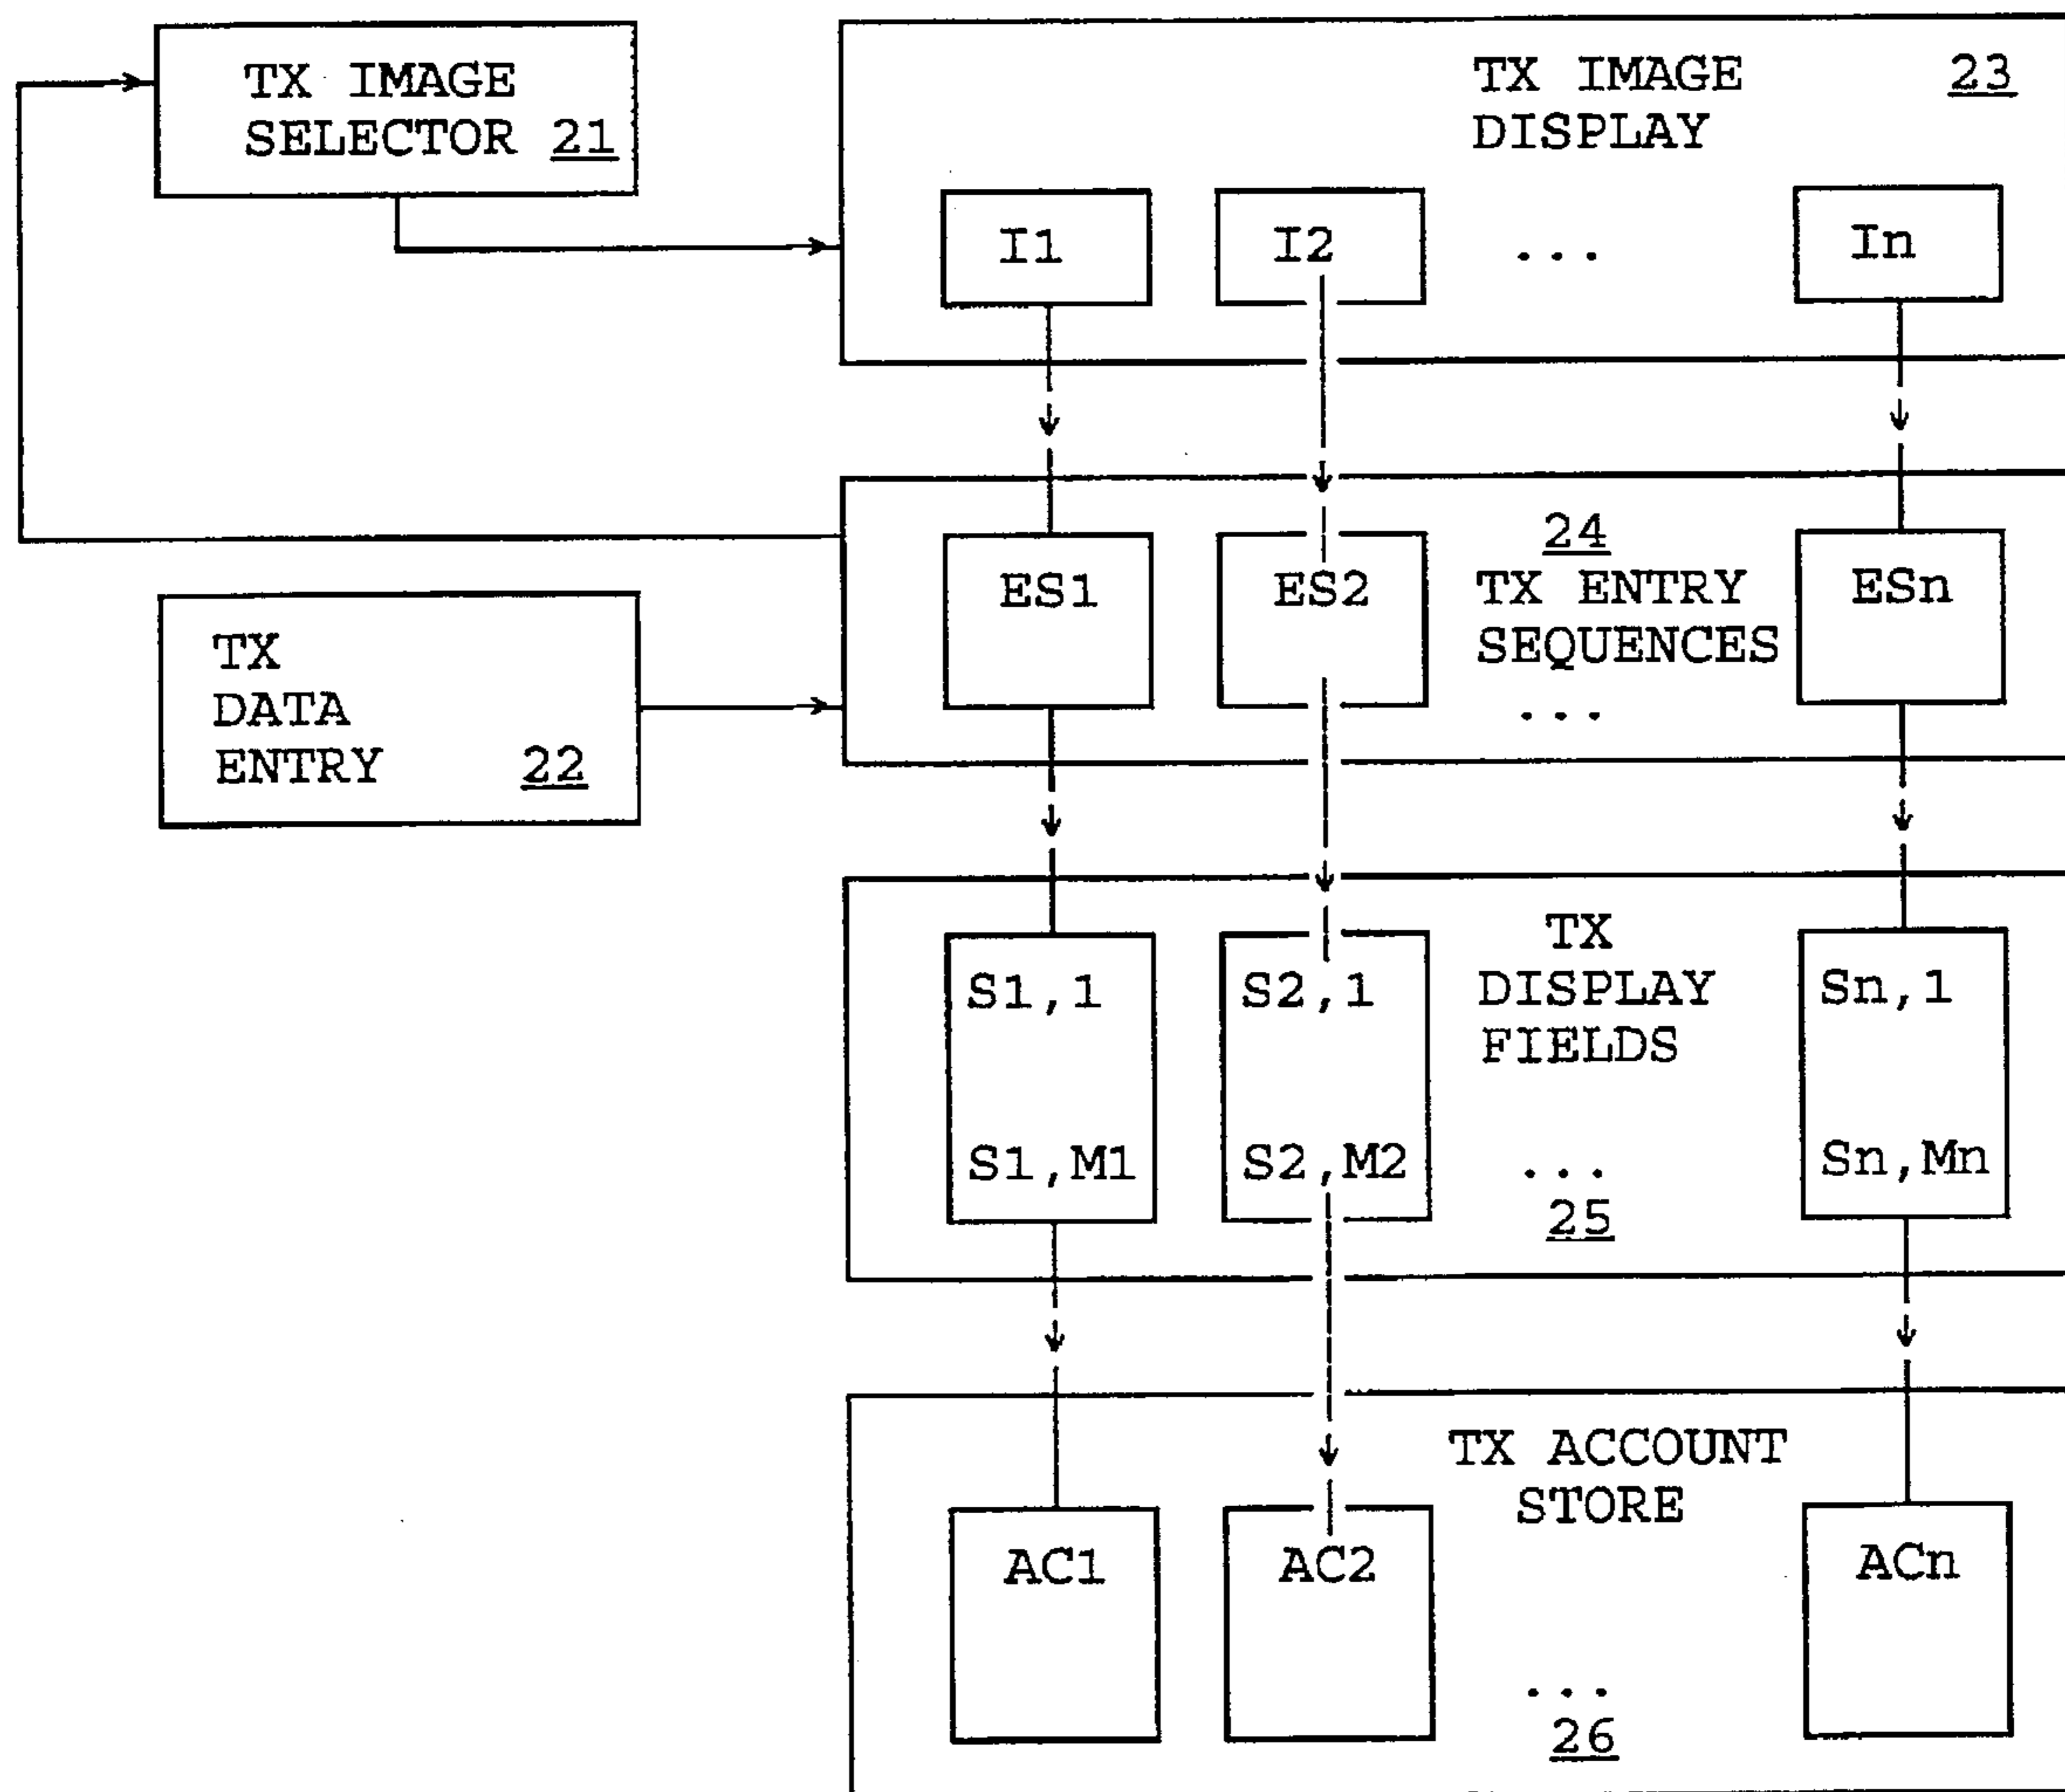 TX IMAGE
SELECTOR 21
TX IMAGE 23
DISPLAY
I1 I2 ... In
24
ES1 ES2 TX ENTRY ESn
SEQUENCES
...
TX
DATA
ENTRY 22
TX
S1,1 S2,1 DISPLAY Sn,1
FIELDS
S1,M1 S2,M2 ... Sn,Mn
25
TX ACCOUNT
STORE
AC1 AC2 ACn
...
26